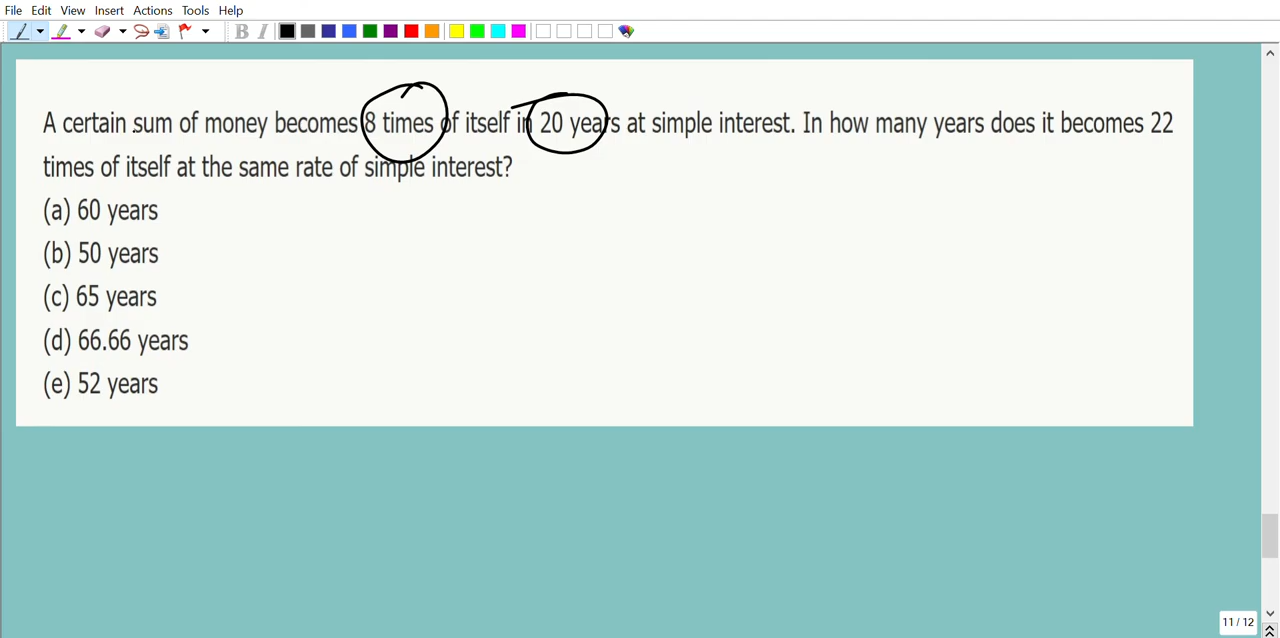 File Edit View Insert Actions Tools Help
B I
A certain sum of money becomes 8 times of itself in 20 years at simple interest. In how many years does it becomes 22
times of itself at the same rate of simple interest?
(a) 60 years
(b) 50 years
(c) 65 years
(d) 66.66 years
(e) 52 years
11 / 12